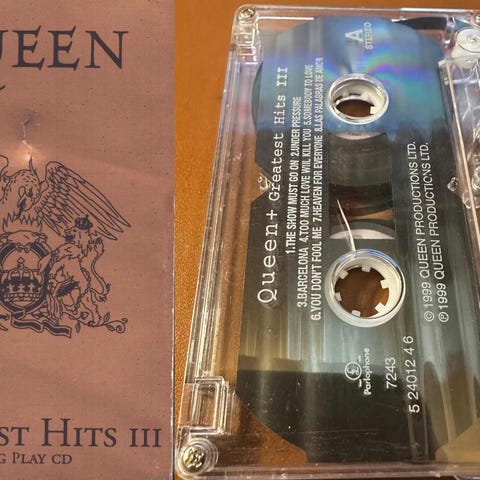 QUEEN
ST HITS III
G PLAY CD
A
STEREO
Queen+ Greatest Hits III
1.THE SHOW MUST GO ON 2.UNDER PRESSURE
3.BARCELONA 4.TOO MUCH LOVE WILL KILL YOU 5.SOMEBODY TO LOVE
6.YOU DON'T FOOL ME 7.HEAVEN FOR EVERYONE 8.LAS PALABRAS DE AMOR
℗ 1999 QUEEN PRODUCTIONS LTD.
© 1999 QUEEN PRODUCTIONS LTD.
Parlophone
7243
5 24012 4 6